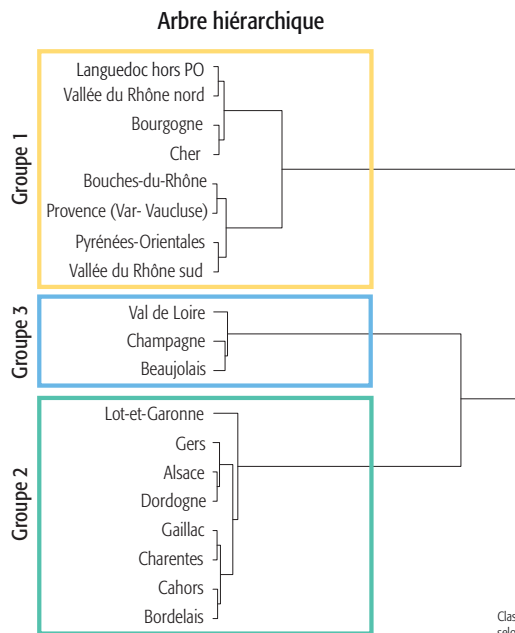 Arbre hiérarchique
Groupe 1
Languedoc hors PO
Vallée du Rhône nord
Bourgogne
Cher
Bouches-du-Rhône
Provence (Var- Vaucluse)
Pyrénées-Orientales
Vallée du Rhône sud
Groupe 3
Val de Loire
Champagne
Beaujolais
Groupe 2
Lot-et-Garonne
Gers
Alsace
Dordogne
Gaillac
Charentes
Cahors
Bordelais
Clas